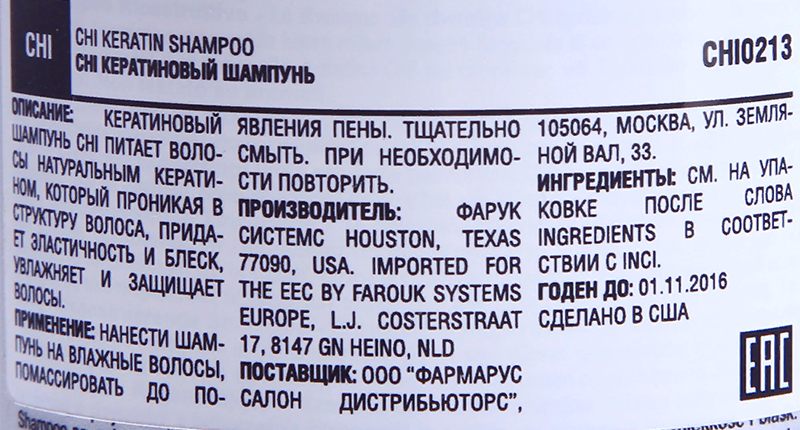 CHI
CHI KERATIN SHAMPOO
CHI КЕРАТИНОВЫЙ ШАМПУНЬ
CHI0213
ОПИСАНИЕ: КЕРАТИНОВЫЙ
ШАМПУНЬ CHI ПИТАЕТ ВОЛО-
СЫ НАТУРАЛЬНЫМ КЕРАТИ-
НОМ, КОТОРЫЙ ПРОНИКАЯ В
СТРУКТУРУ ВОЛОСА, ПРИДА-
ЕТ ЭЛАСТИЧНОСТЬ И БЛЕСК,
УВЛАЖНЯЕТ И ЗАЩИЩАЕТ
ВОЛОСЫ.
ПРИМЕНЕНИЕ: НАНЕСТИ ШАМ-
ПУНЬ НА ВЛАЖНЫЕ ВОЛОСЫ,
ПОМАССИРОВАТЬ ДО ПО-
ЯВЛЕНИЯ ПЕНЫ. ТЩАТЕЛЬНО
СМЫТЬ. ПРИ НЕОБХОДИМО-
СТИ ПОВТОРИТЬ.
ПРОИЗВОДИТЕЛЬ: ФАРУК
СИСТЕМС HOUSTON, TEXAS
77090, USA. IMPORTED FOR
THE EEC BY FAROUK SYSTEMS
EUROPE, L.J. COSTERSTRAAT
17, 8147 GN HEINO, NLD
ПОСТАВЩИК: ООО "ФАРМАРУС
САЛОН ДИСТРИБЬЮТОРС",
105064, МОСКВА, УЛ. ЗЕМЛЯ-
НОЙ ВАЛ, 33.
ИНГРЕДИЕНТЫ: СМ. НА УПА-
КОВКЕ ПОСЛЕ СЛОВА
INGREDIENTS В СООТВЕТ-
СТВИИ С INCI.
ГОДЕН ДО: 01.11.2016
СДЕЛАНО В США
EAC